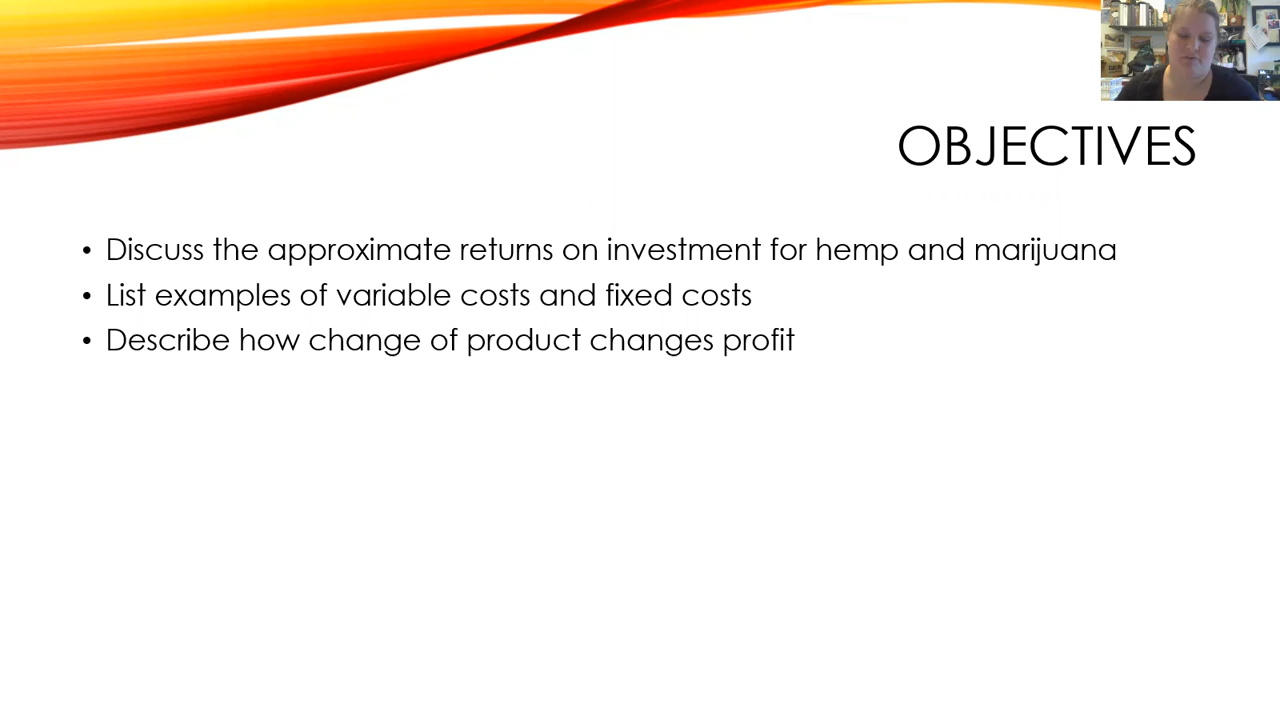 OBJECTIVES
• Discuss the approximate returns on investment for hemp and marijuana
• List examples of variable costs and fixed costs
• Describe how change of product changes profit